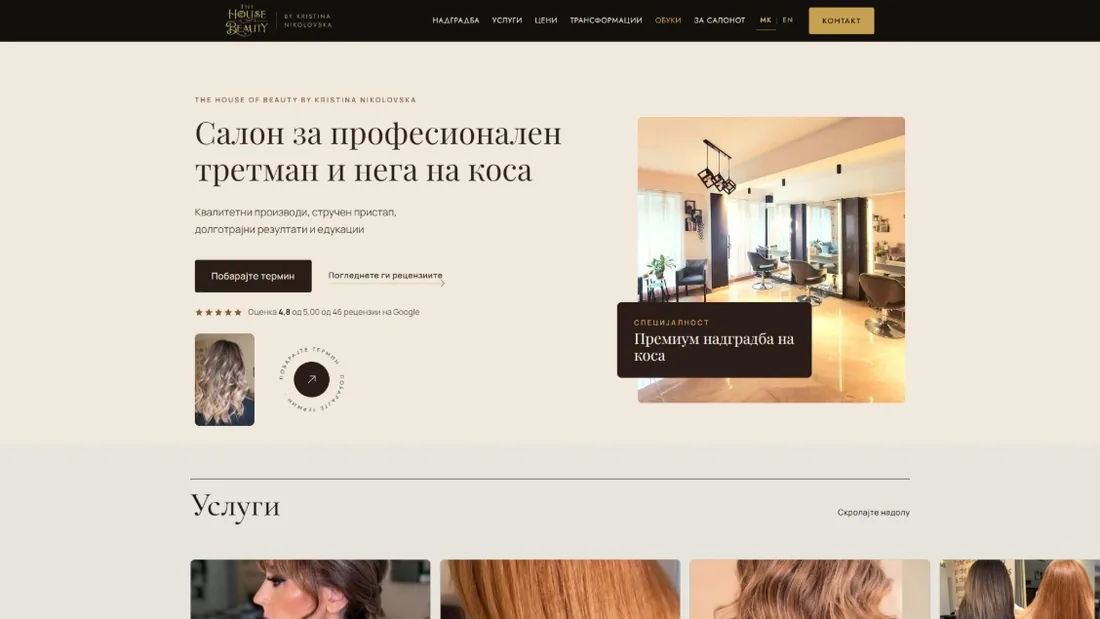 THE
HOUSE
OF
BEAUTY
BY KRISTINA
NIKOLOVSKA
НАДГРАДБА УСЛУГИ ЦЕНИ ТРАНСФОРМАЦИИ ОБУКИ ЗА САЛОНОТ МК | EN КОНТАКТ
THE HOUSE OF BEAUTY BY KRISTINA NIKOLOVSKA
Салон за професионален
третман и нега на коса
Квалитетни производи, стручен пристап,
долготрајни резултати и едукации
Побарајте термин
Погледнете ги рецензиите
Оценка 4,8 од 5,00 од 46 рецензии на Google
ПОБАРАЈТЕ ТЕРМИН ПОБАРАЈТЕ ТЕРМИН
СПЕЦИЈАЛНОСТ
Премиум надградба на
коса
Услуги
Скролајте надолу